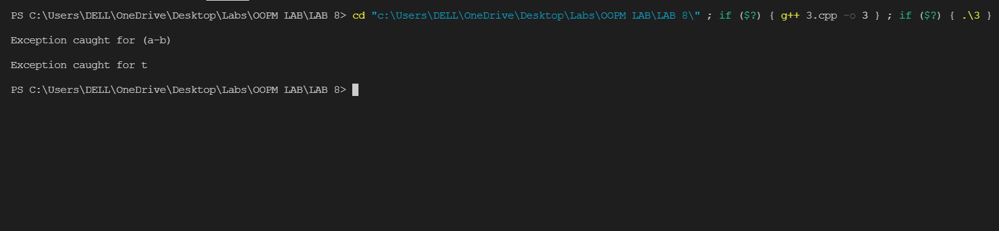 PS C:\Users\DELL\OneDrive\Desktop\Labs\OOPM LAB\LAB 8> cd "c:\Users\DELL\OneDrive\Desktop\Labs\OOPM LAB\LAB 8\" ; if ($?) { g++ 3.cpp -o 3 } ; if ($?) { .\3 }
Exception caught for (a-b)
Exception caught for t
PS C:\Users\DELL\OneDrive\Desktop\Labs\OOPM LAB\LAB 8>